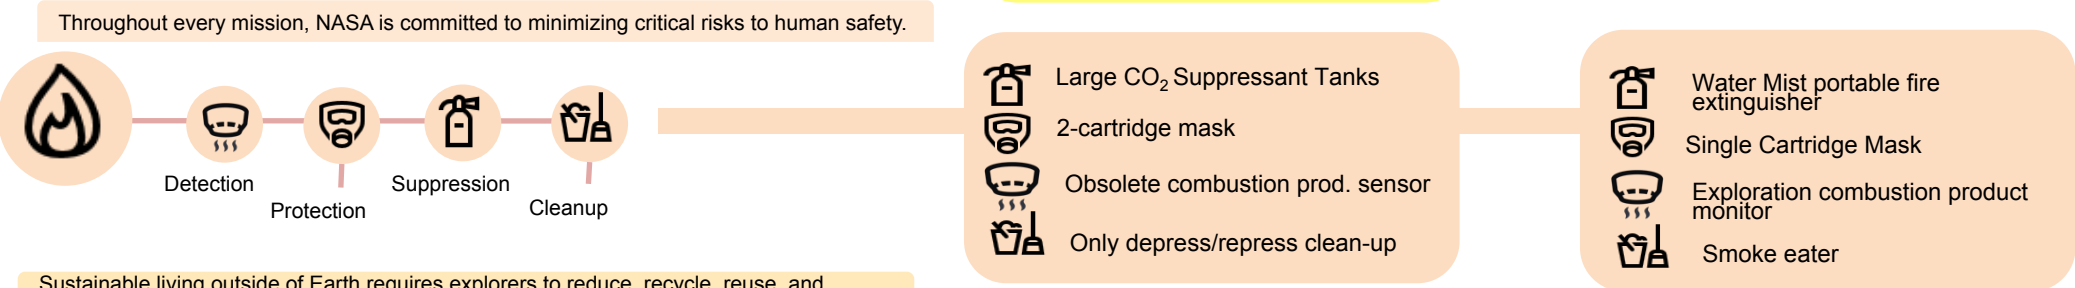 Throughout every mission, NASA is committed to minimizing critical risks to human safety.
Detection
Protection
Suppression
Cleanup
Large CO₂ Suppressant Tanks
2-cartridge mask
Obsolete combustion prod. sensor
Only depress/repress clean-up
Water Mist portable fire
extinguisher
Single Cartridge Mask
Exploration combustion product
monitor
Smoke eater
Sustainable living outside of Earth requires explorers to reduce, recycle, reuse, and